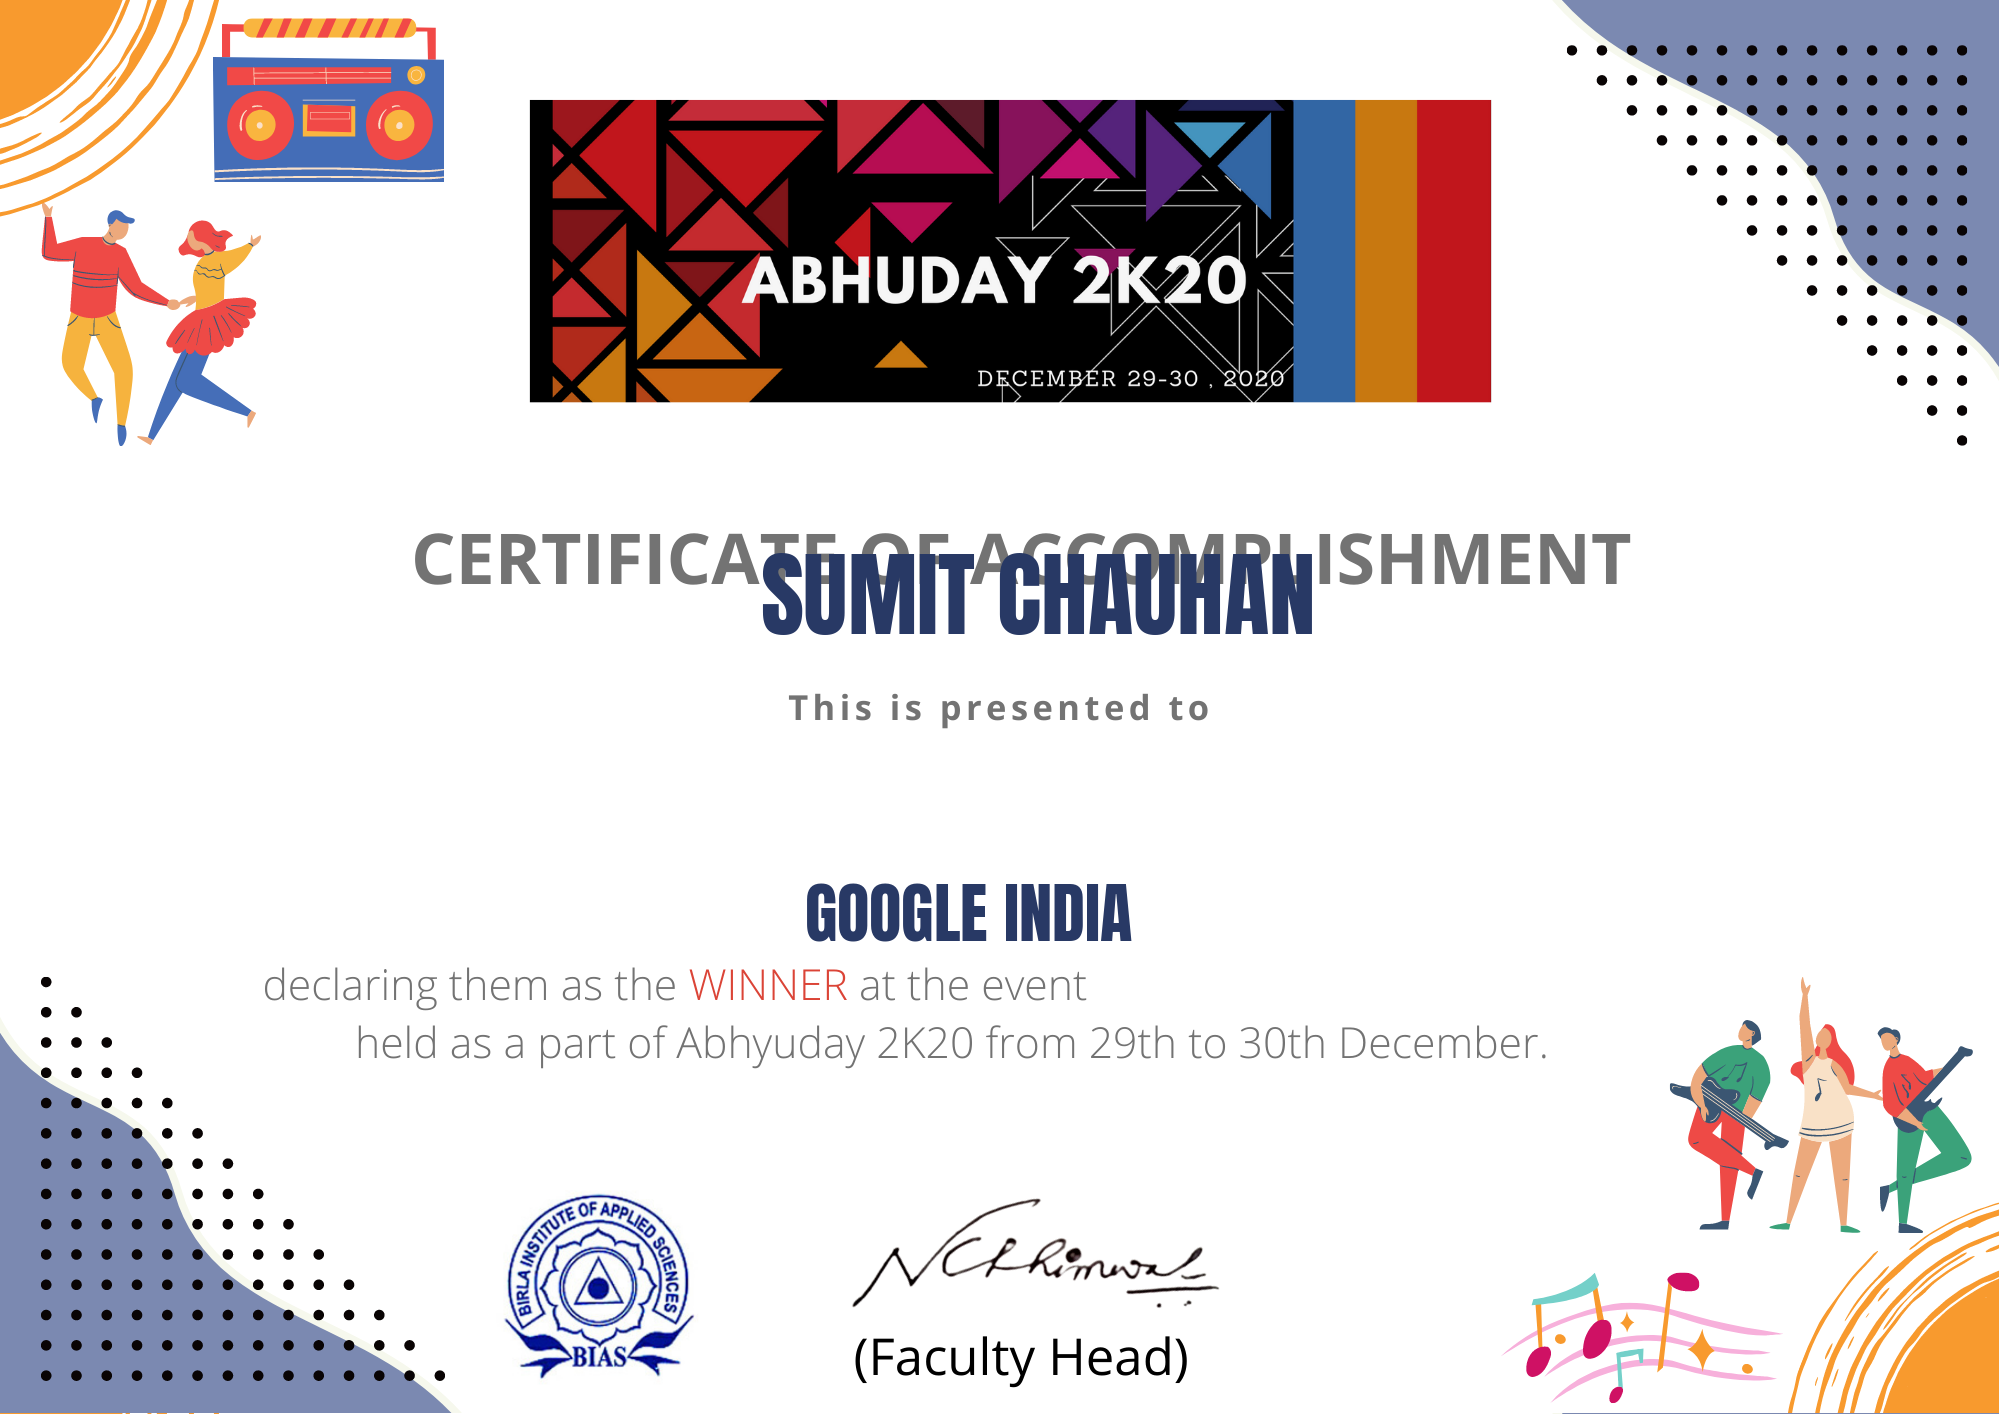 ABHUDAY 2K20
DECEMBER 29-30 , 2020
CERTIFICATE OF ACCOMPLISHMENT
SUMIT CHAUHAN
This is presented to
GOOGLE INDIA
declaring them as the WINNER at the event
held as a part of Abhyuday 2K20 from 29th to 30th December.
BIRLA INSTITUTE OF APPLIED SCIENCES
BIAS
(Faculty Head)